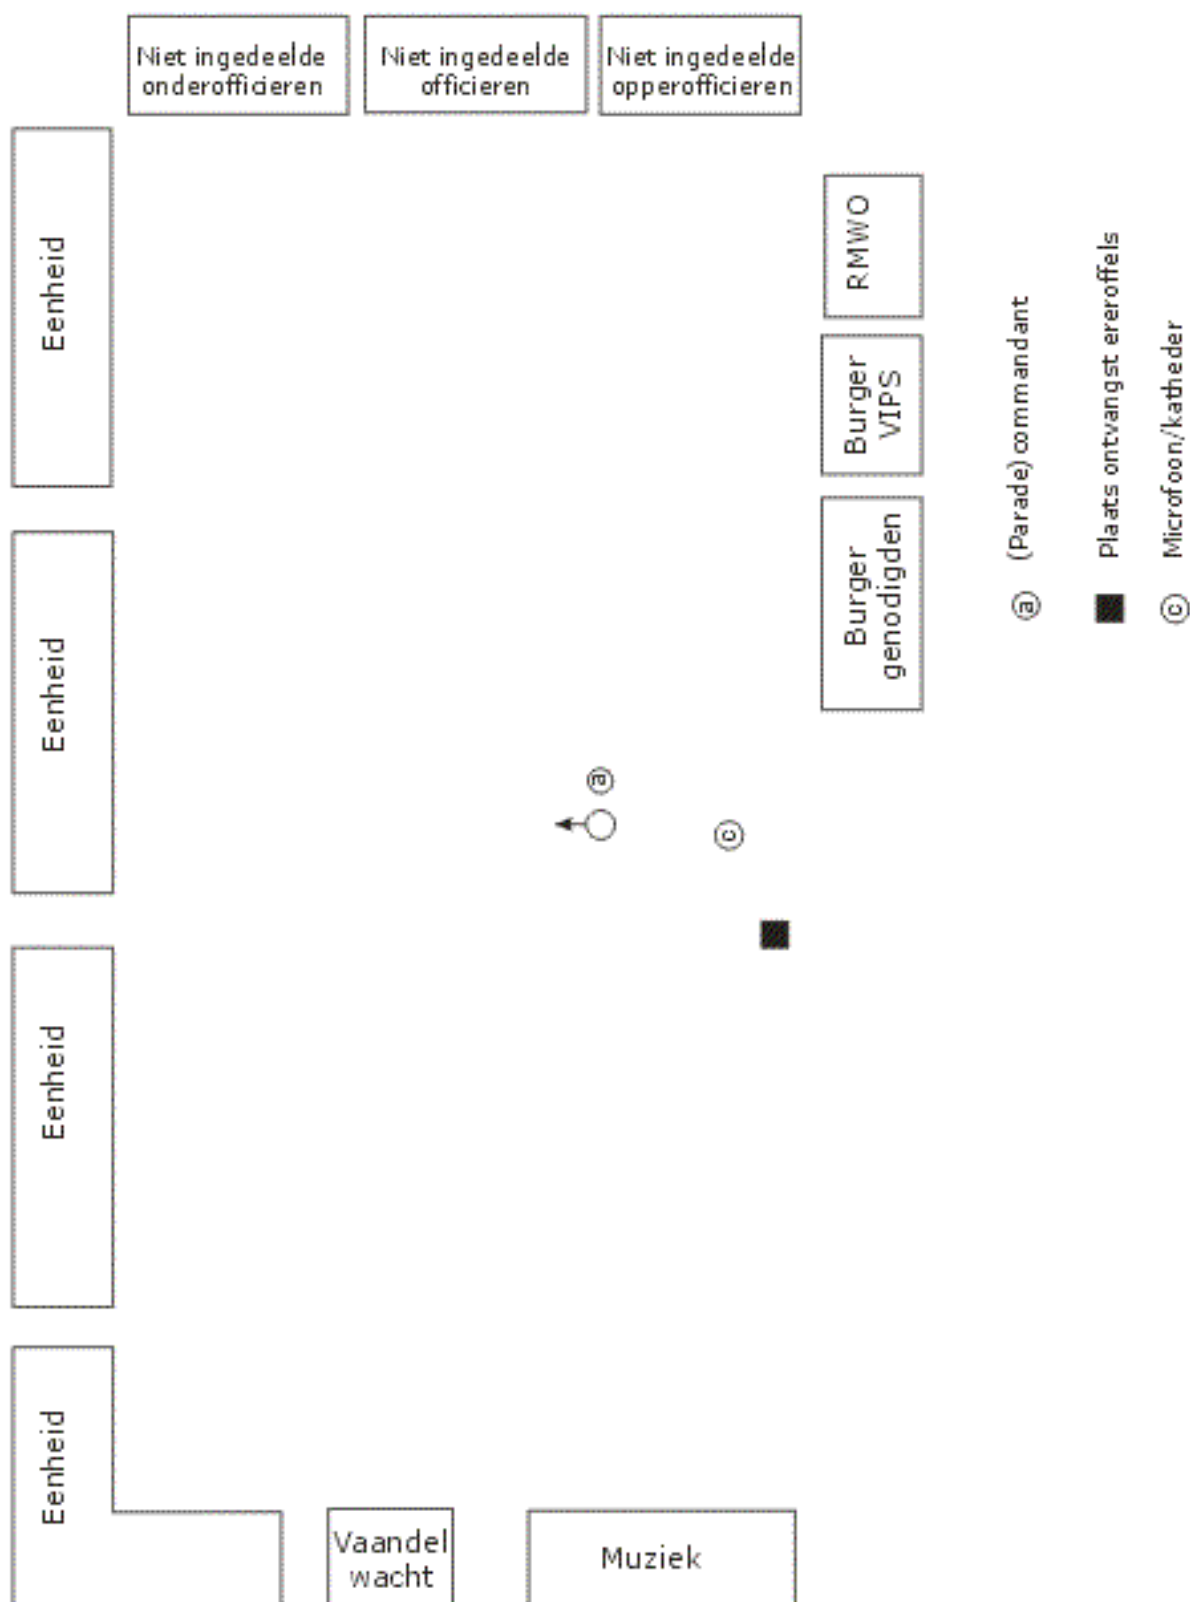 Niet ingedeelde
onderofficieren
Niet ingedeelde
officieren
Niet ingedeelde
opperofficieren
Eenheid
Eenheid
Eenheid
Eenheid
RMWO
Burger
VIPS
Burger
genodigden
a
c
Vaandel
wacht
Muziek
a (Parade) commandant
Plaats ontvangst ereroffels
c Microfoon/katheder